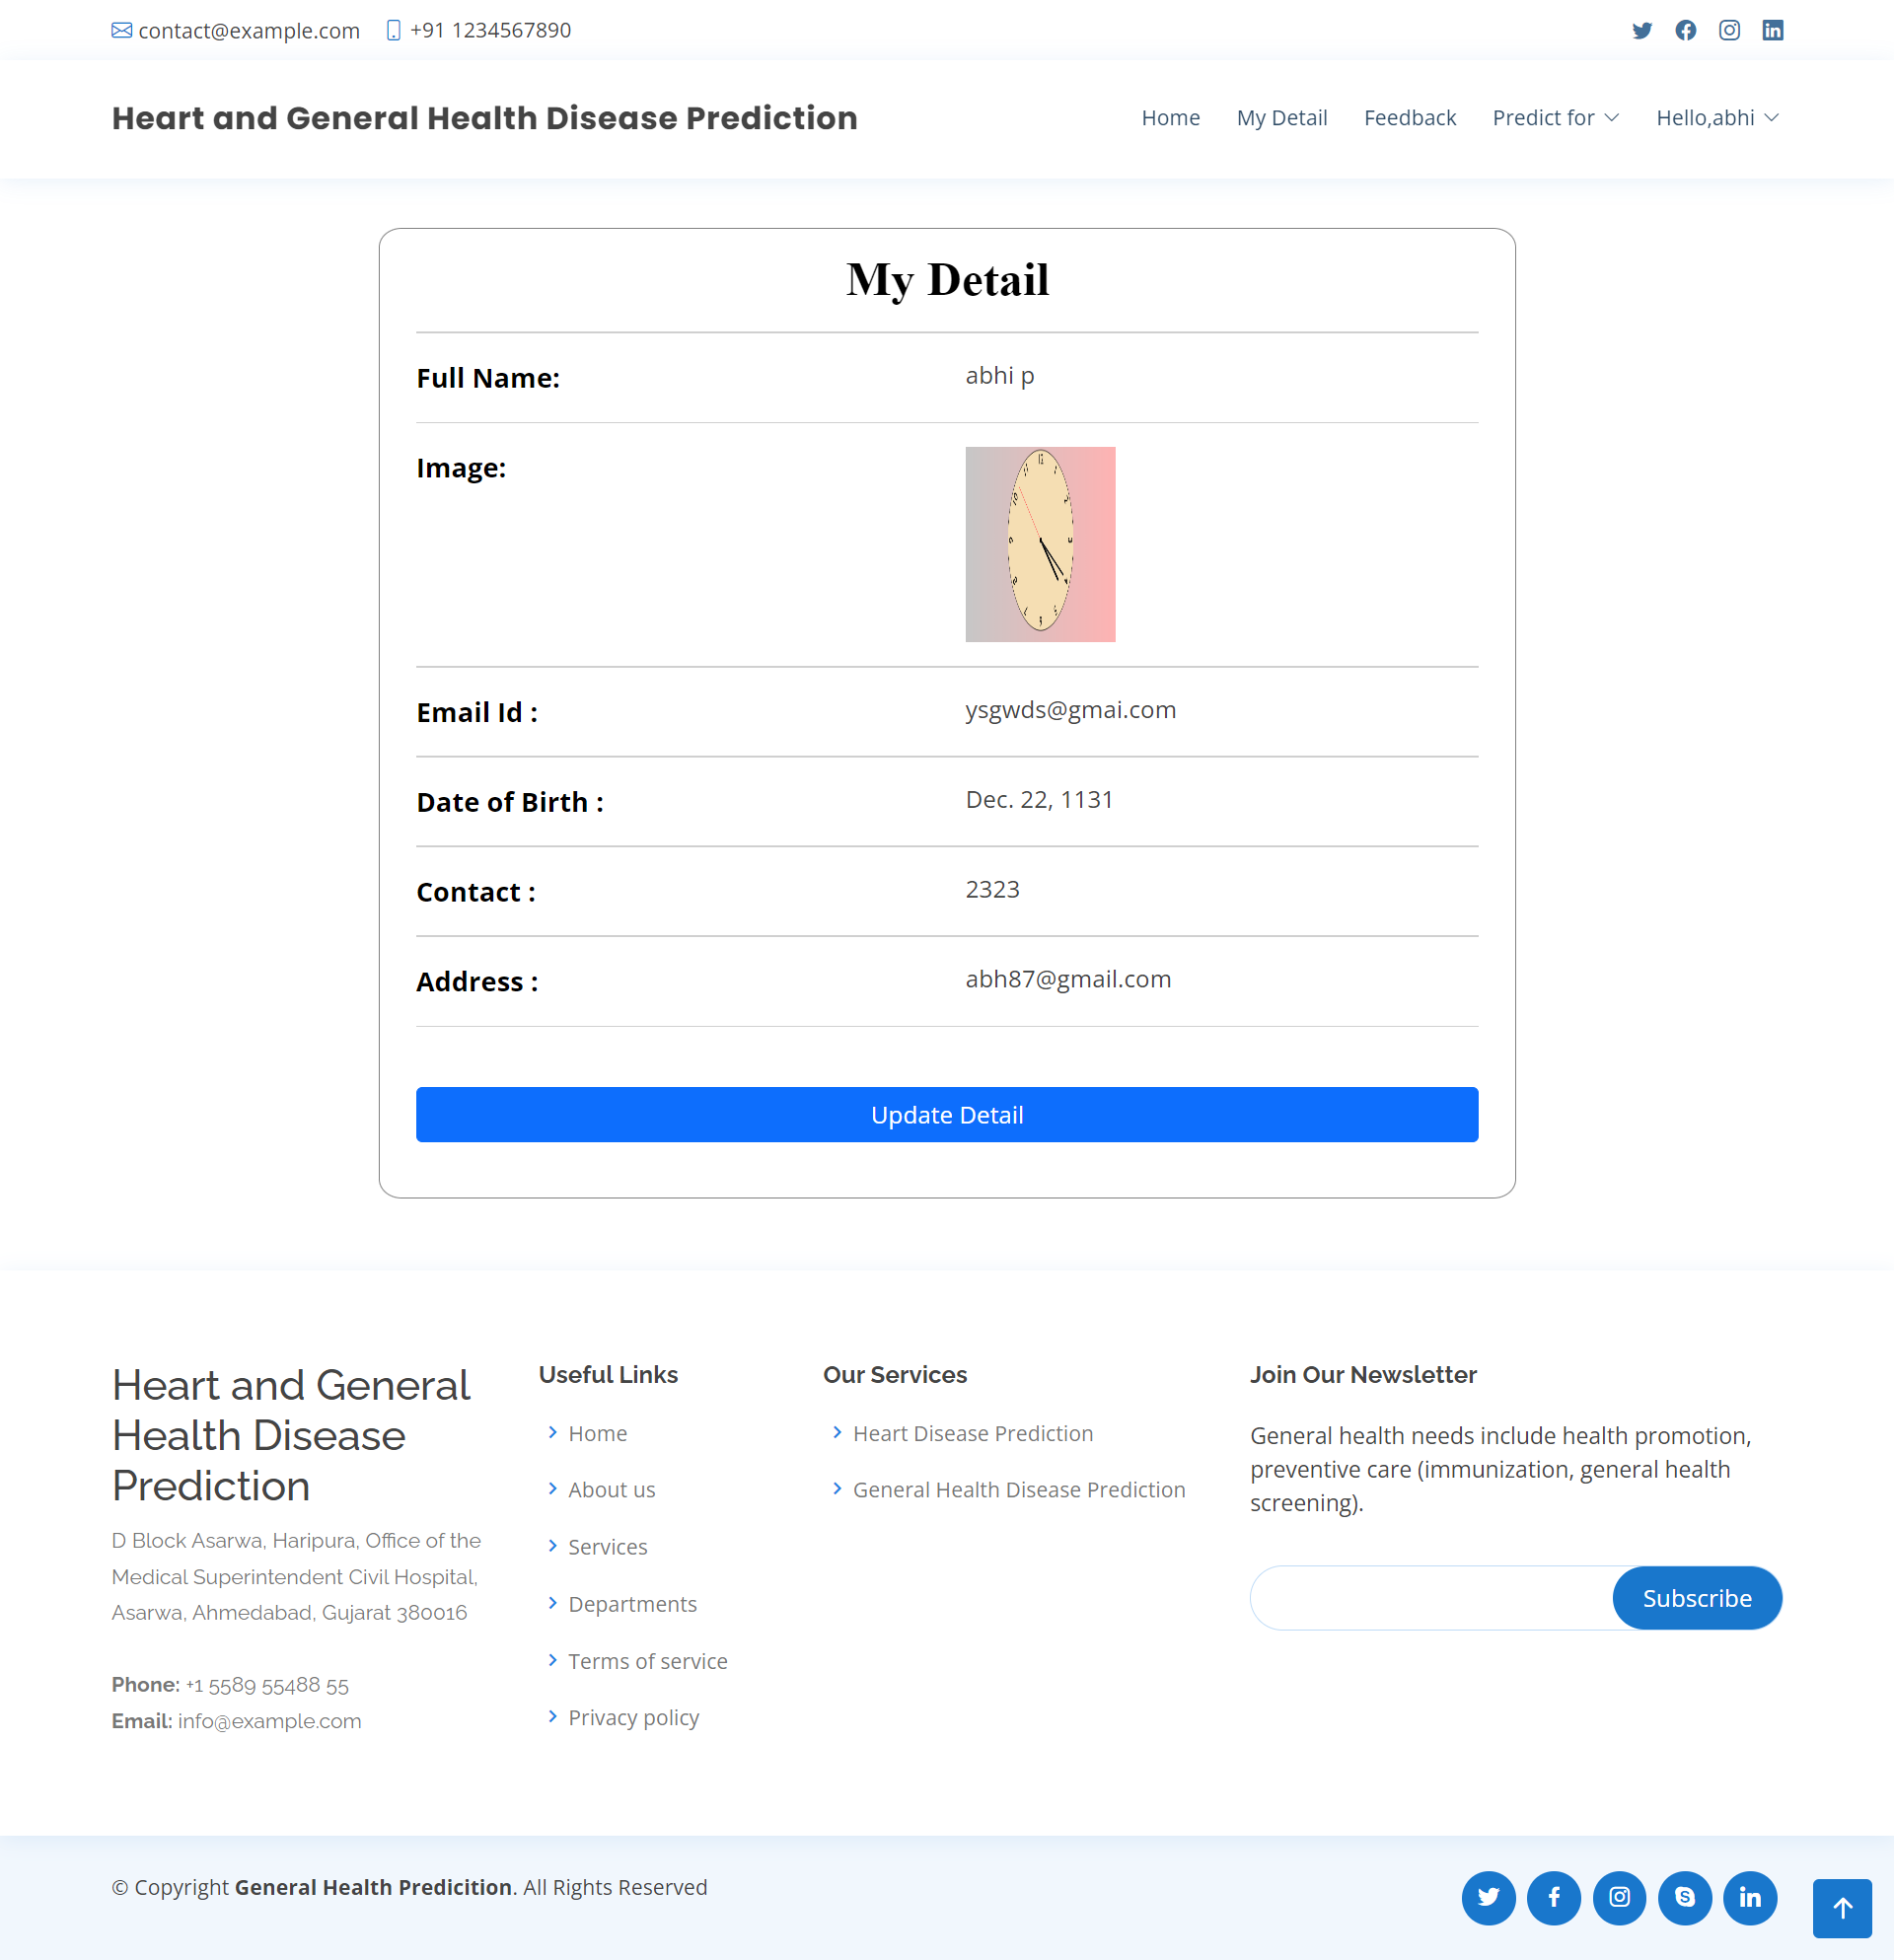 contact@example.com +91 1234567890
Heart and General Health Disease Prediction
Home My Detail Feedback Predict for Hello,abhi
My Detail
Full Name: abhi p
Image:
Email Id : ysgwds@gmai.com
Date of Birth : Dec. 22, 1131
Contact : 2323
Address : abh87@gmail.com
Update Detail
Heart and General
Health Disease
Prediction
D Block Asarwa, Haripura, Office of the
Medical Superintendent Civil Hospital,
Asarwa, Ahmedabad, Gujarat 380016
Phone: +1 5589 55488 55
Email: info@example.com
Useful Links
Home
About us
Services
Departments
Terms of service
Privacy policy
Our Services
Heart Disease Prediction
General Health Disease Prediction
Join Our Newsletter
General health needs include health promotion,
preventive care (immunization, general health
screening).
Subscribe
© Copyright General Health Predicition. All Rights Reserved